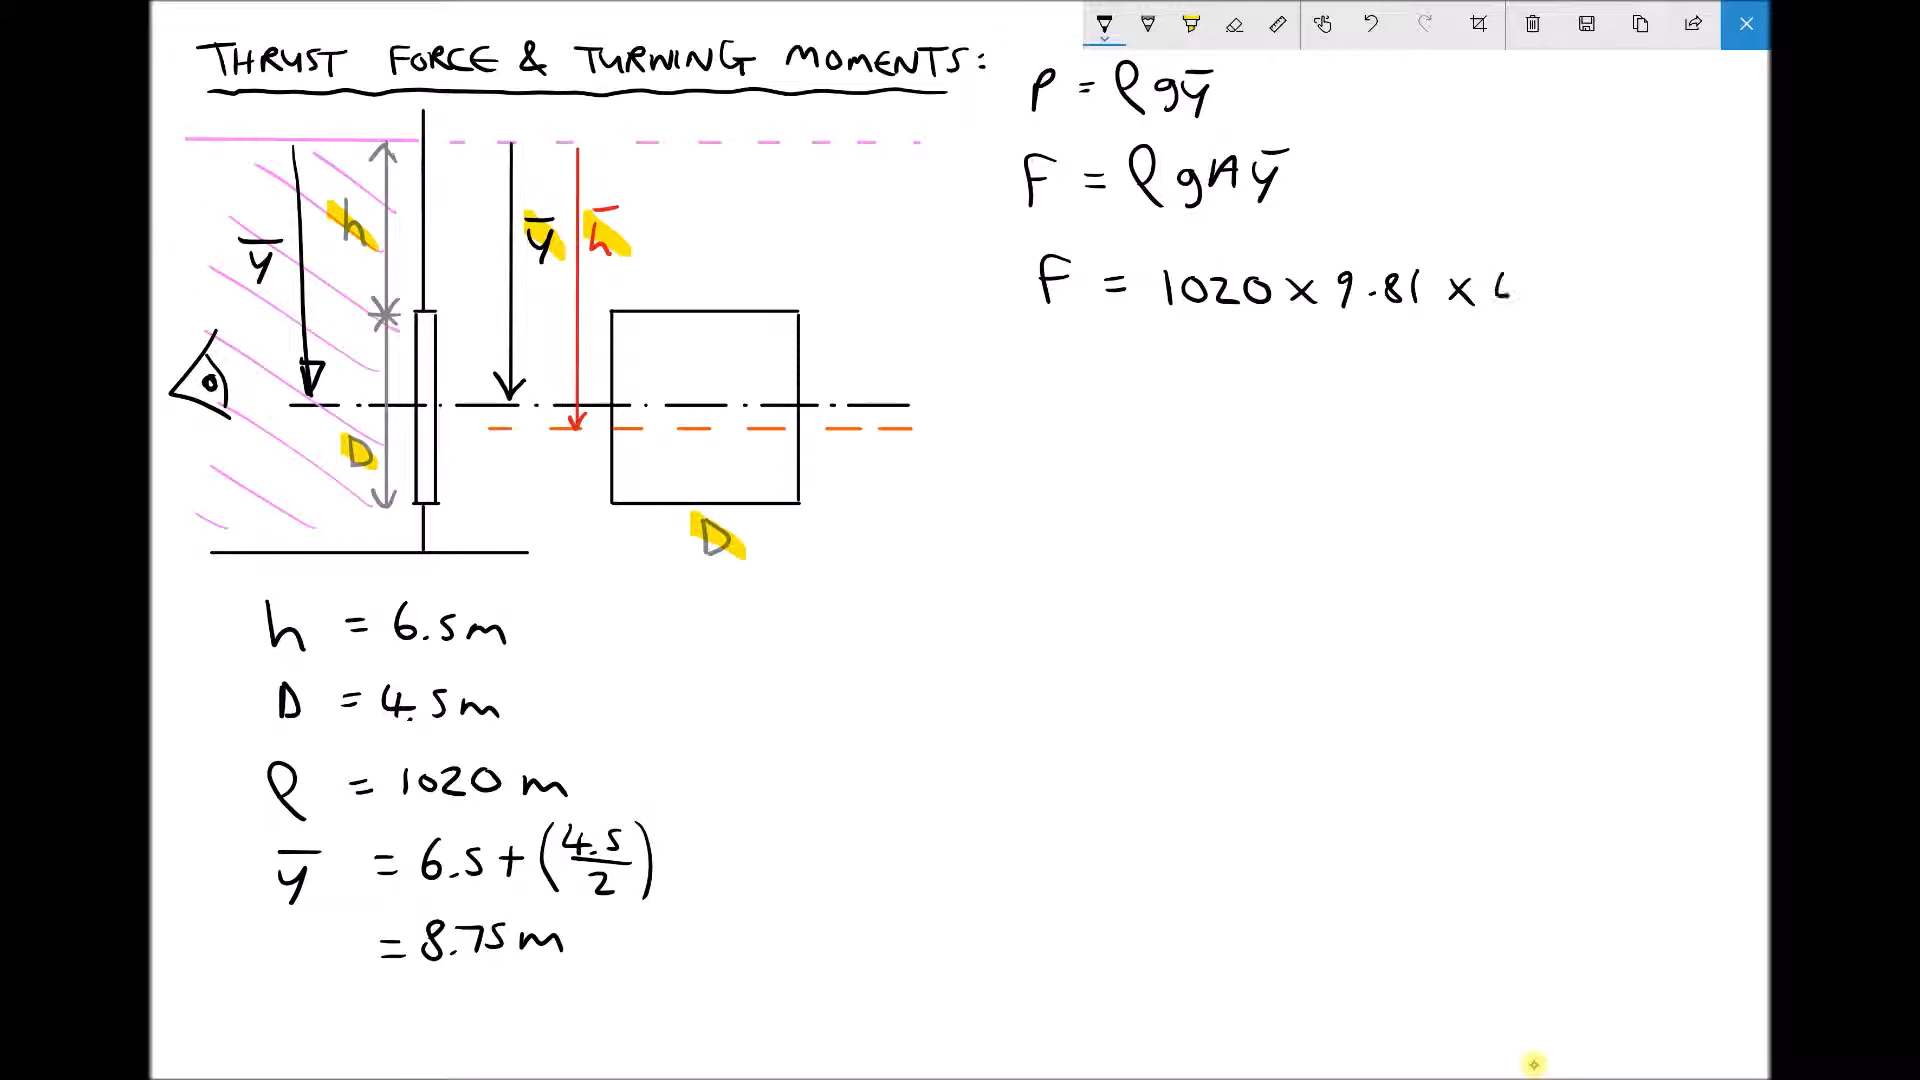 THRUST FORCE & TURNING MOMENTS:
P = ρgȳ
F = ρgAȳ
F = 1020 × 9.81 ×
h
ȳ
ȳ
h̄
D
D
h = 6.5m
D = 4.5m
ρ = 1020 m
ȳ = 6.5 + (4.5/2)
= 8.75m